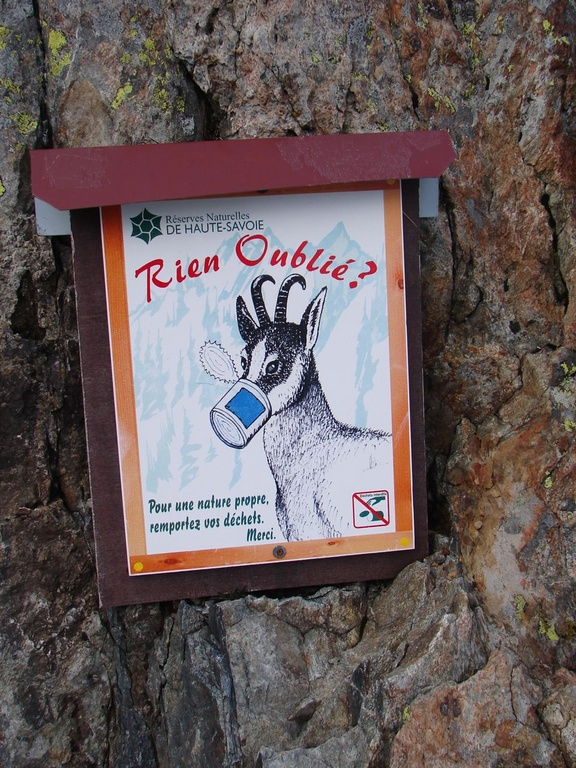 Réserves Naturelles
DE HAUTE-SAVOIE
Rien Oublié?
Pour une nature propre,
remportez vos déchets.
Merci.